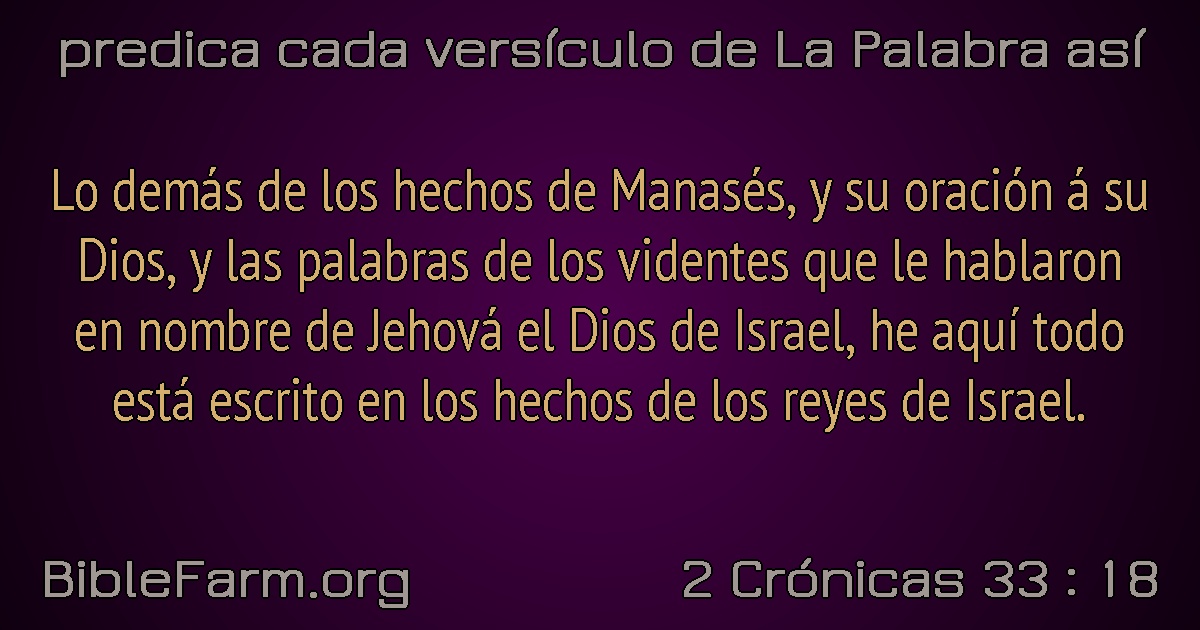 predica cada versículo de La Palabra así
Lo demás de los hechos de Manasés, y su oración á su
Dios, y las palabras de los videntes que le hablaron
en nombre de Jehová el Dios de Israel, he aquí todo
está escrito en los hechos de los reyes de Israel.
BibleFarm.org
2 Crónicas 33 : 18